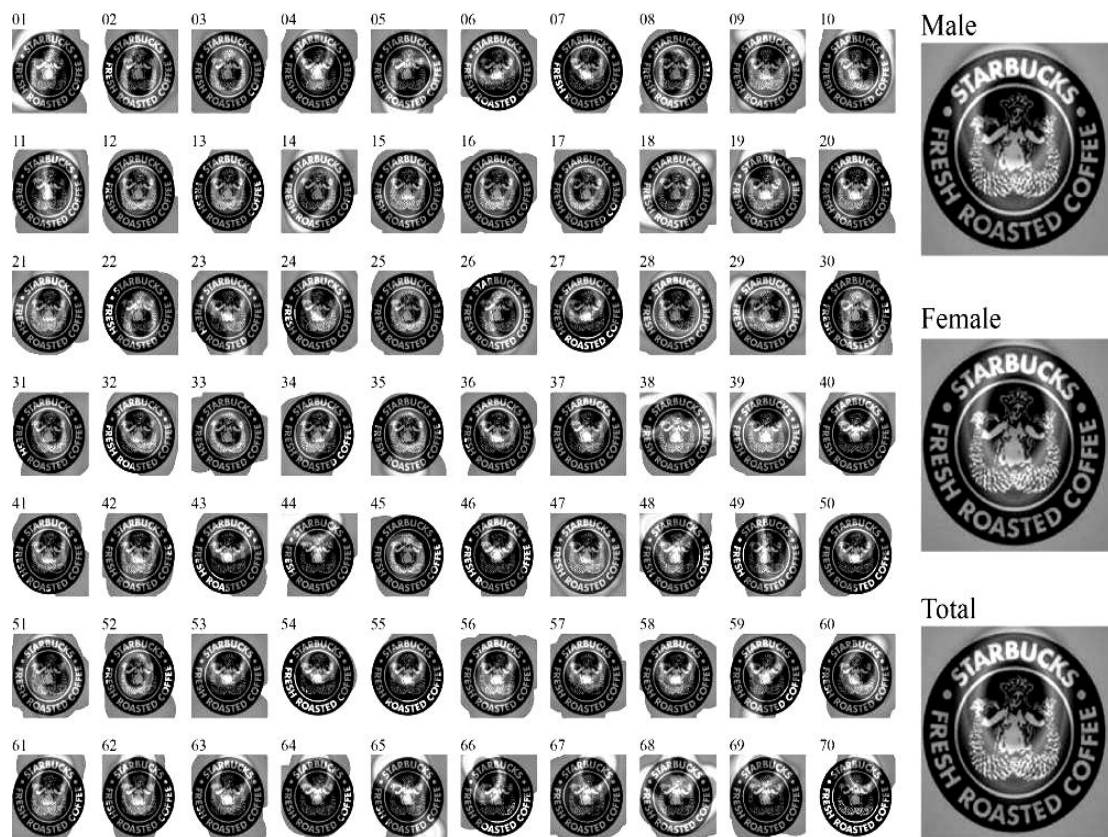 01 02 03 04 05 06 07 08 09 10
11 12 13 14 15 16 17 18 19 20
21 22 23 24 25 26 27 28 29 30
31 32 33 34 35 36 37 38 39 40
41 42 43 44 45 46 47 48 49 50
51 52 53 54 55 56 57 58 59 60
61 62 63 64 65 66 67 68 69 70
Male
STARBUCKS
FRESH ROASTED COFFEE
Female
STARBUCKS
FRESH ROASTED COFFEE
Total
STARBUCKS
FRESH ROASTED COFFEE